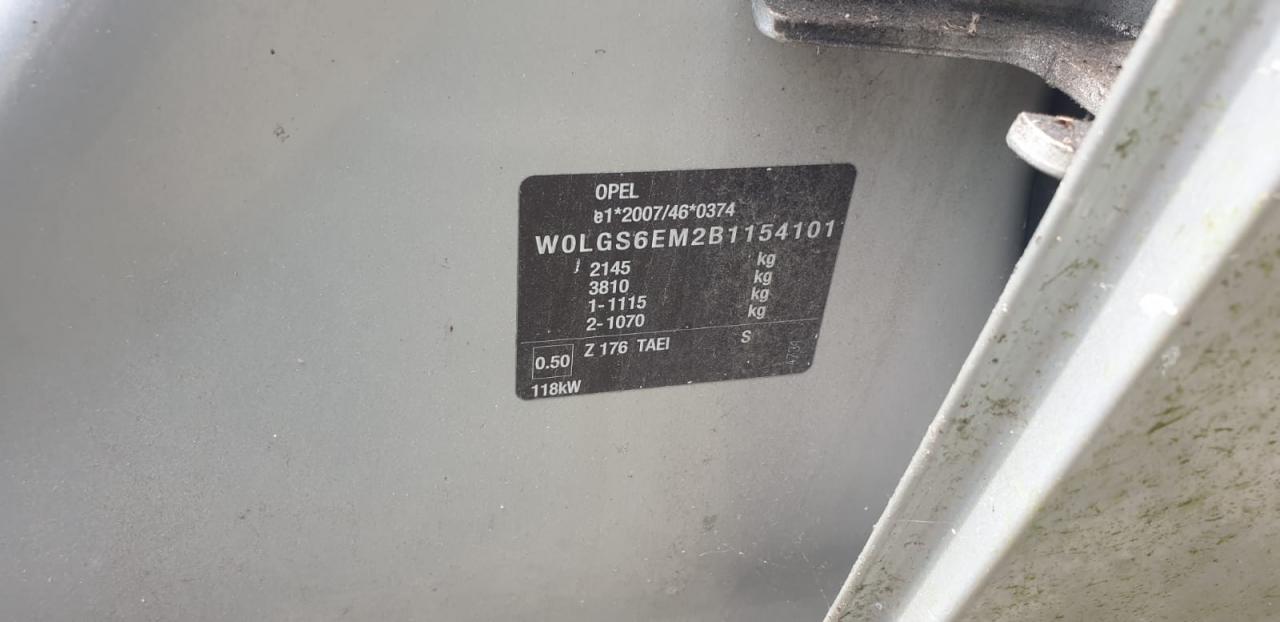 OPEL
e1*2007/46*0374
W0LGS6EM2B1154101
2145 kg
3810 kg
1-1115 kg
2-1070 kg
0.50 Z 176 TAEI S
118kW